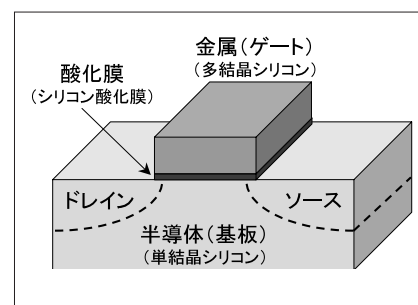 金属(ゲート)
(多結晶シリコン)
酸化膜
(シリコン酸化膜)
ドレイン
ソース
半導体(基板)
(単結晶シリコン)